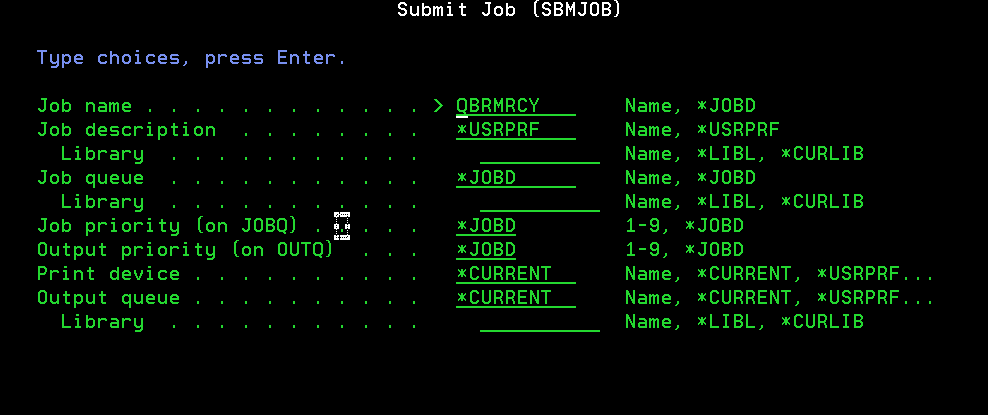 Submit Job (SBMJOB)
Type choices, press Enter.
Job name . . . . . . . . . . . . > QBRMRCY Name, *JOBD
Job description . . . . . . . . *USRPRF Name, *USRPRF
Library . . . . . . . . . . . Name, *LIBL, *CURLIB
Job queue . . . . . . . . . . . *JOBD Name, *JOBD
Library . . . . . . . . . . . Name, *LIBL, *CURLIB
Job priority (on JOBQ) . . . . . *JOBD 1-9, *JOBD
Output priority (on OUTQ) . . . *JOBD 1-9, *JOBD
Print device . . . . . . . . . . *CURRENT Name, *CURRENT, *USRPRF...
Output queue . . . . . . . . . . *CURRENT Name, *CURRENT, *USRPRF...
Library . . . . . . . . . . . Name, *LIBL, *CURLIB